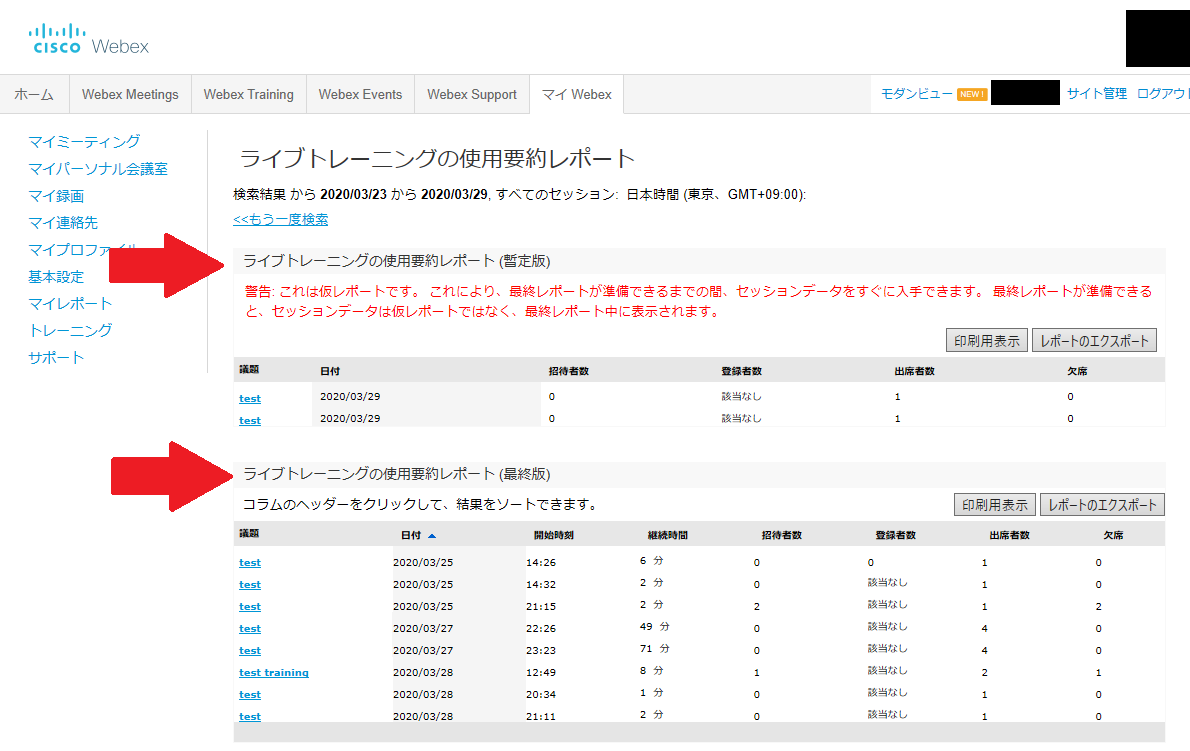 cisco Webex
ホーム Webex Meetings Webex Training Webex Events Webex Support マイ Webex モダンビュー NEW! サイト管理 ログアウ
マイミーティング
マイパーソナル会議室
マイ録画
マイ連絡先
マイプロファイル
基本設定
マイレポート
トレーニング
サポート
ライブトレーニングの使用要約レポート
検索結果 から 2020/03/23 から 2020/03/29, すべてのセッション: 日本時間 (東京、GMT+09:00):
<<もう一度検索
ライブトレーニングの使用要約レポート (暫定版)
警告: これは仮レポートです。 これにより、最終レポートが準備できるまでの間、セッションデータをすぐに入手できます。 最終レポートが準備できる
と、セッションデータは仮レポートではなく、最終レポート中に表示されます。
印刷用表示 レポートのエクスポート
議題 日付 招待者数 登録者数 出席者数 欠席
test 2020/03/29 0 該当なし 1 0
test 2020/03/29 0 該当なし 1 0
ライブトレーニングの使用要約レポート (最終版)
コラムのヘッダーをクリックして、結果をソートできます。 印刷用表示 レポートのエクスポート
議題 日付 開始時刻 継続時間 招待者数 登録者数 出席者数 欠席
test 2020/03/25 14:26 6 分 0 0 1 0
test 2020/03/25 14:32 2 分 0 該当なし 1 0
test 2020/03/25 21:15 2 分 2 該当なし 1 2
test 2020/03/27 22:26 49 分 0 該当なし 4 0
test 2020/03/27 23:23 71 分 0 該当なし 4 0
test training 2020/03/28 12:49 8 分 1 該当なし 2 1
test 2020/03/28 20:34 1 分 0 該当なし 1 0
test 2020/03/28 21:11 2 分 0 該当なし 1 0